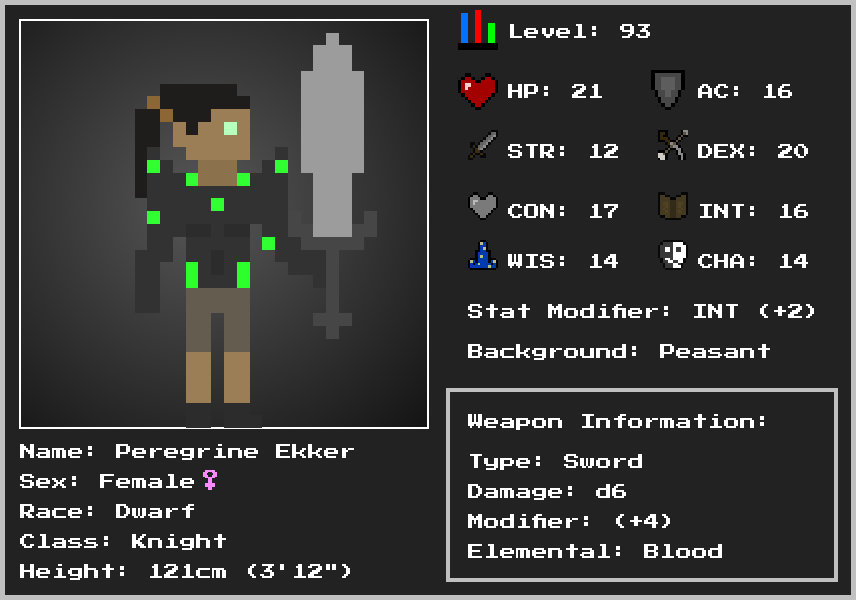 Level: 93
HP: 21 AC: 16
STR: 12 DEX: 20
CON: 17 INT: 16
WIS: 14 CHA: 14
Stat Modifier: INT (+2)
Background: Peasant
Weapon Information:
Type: Sword
Damage: d6
Modifier: (+4)
Elemental: Blood
Name: Peregrine Ekker
Sex: Female♀
Race: Dwarf
Class: Knight
Height: 121cm (3'12")